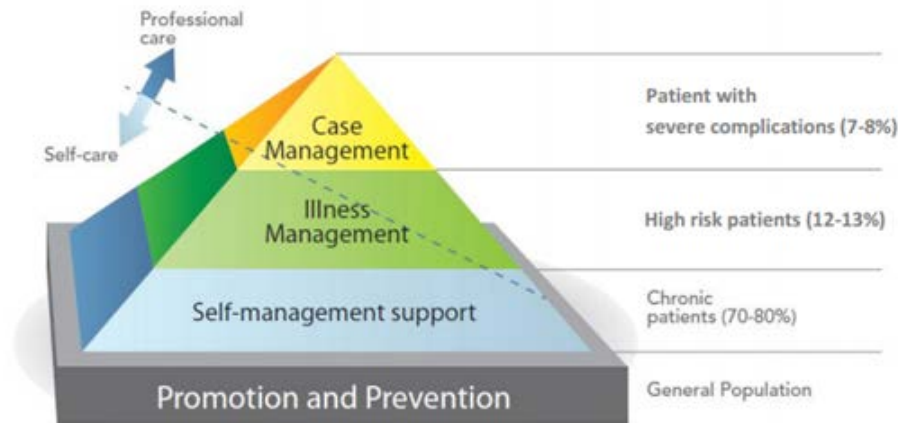 Professional
care
Self-care
Case
Management
Illness
Management
Self-management support
Promotion and Prevention
Patient with
severe complications (7-8%)
High risk patients (12-13%)
Chronic
patients (70-80%)
General Population